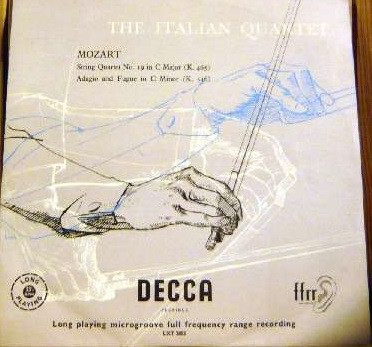 THE ITALIAN QUARTET
MOZART
String Quartet No. 19 in C Major (K. 465)
Adagio and Fugue in C Minor (K. 546)
LONG
PLAYING
DECCA
ffrr
Long playing microgroove full frequency range recording